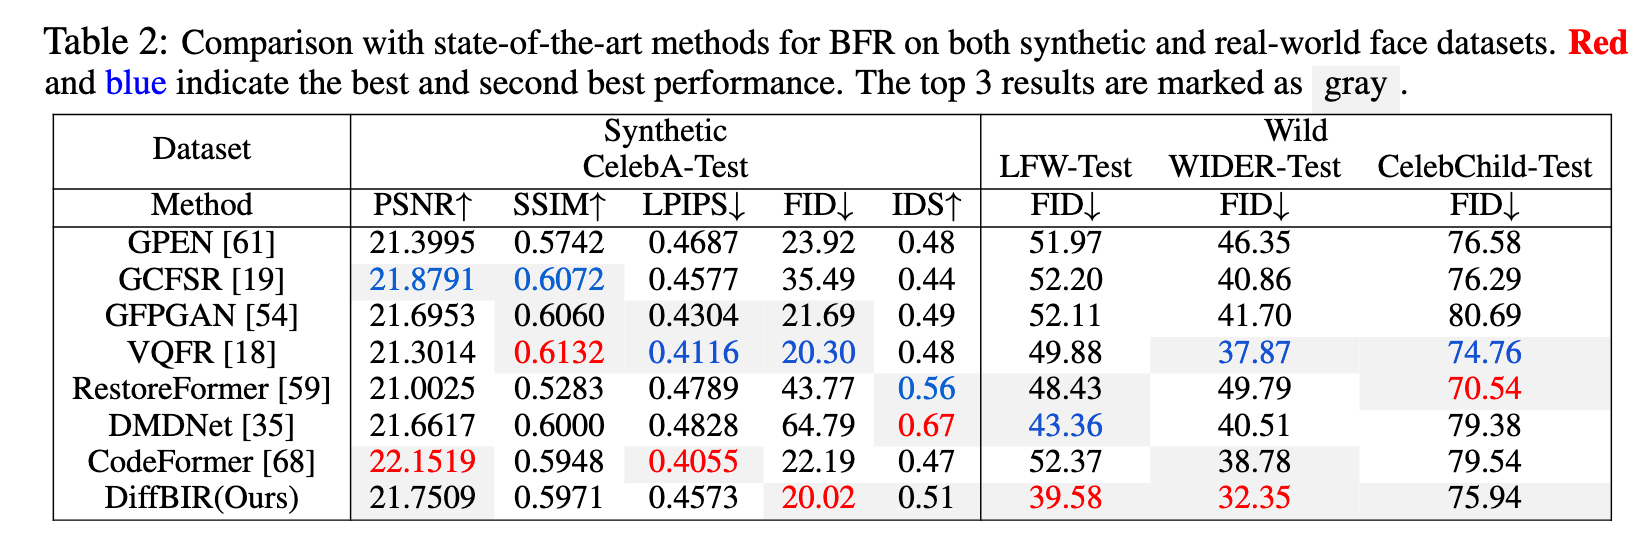 Table 2: Comparison with state-of-the-art methods for BFR on both synthetic and real-world face datasets. Red
and blue indicate the best and second best performance. The top 3 results are marked as gray .
Dataset Synthetic Wild
CelebA-Test LFW-Test WIDER-Test CelebChild-Test
Method PSNR↑ SSIM↑ LPIPS↓ FID↓ IDS↑ FID↓ FID↓ FID↓
GPEN [61] 21.3995 0.5742 0.4687 23.92 0.48 51.97 46.35 76.58
GCFSR [19] 21.8791 0.6072 0.4577 35.49 0.44 52.20 40.86 76.29
GFPGAN [54] 21.6953 0.6060 0.4304 21.69 0.49 52.11 41.70 80.69
VQFR [18] 21.3014 0.6132 0.4116 20.30 0.48 49.88 37.87 74.76
RestoreFormer [59] 21.0025 0.5283 0.4789 43.77 0.56 48.43 49.79 70.54
DMDNet [35] 21.6617 0.6000 0.4828 64.79 0.67 43.36 40.51 79.38
CodeFormer [68] 22.1519 0.5948 0.4055 22.19 0.47 52.37 38.78 79.54
DiffBIR(Ours) 21.7509 0.5971 0.4573 20.02 0.51 39.58 32.35 75.94